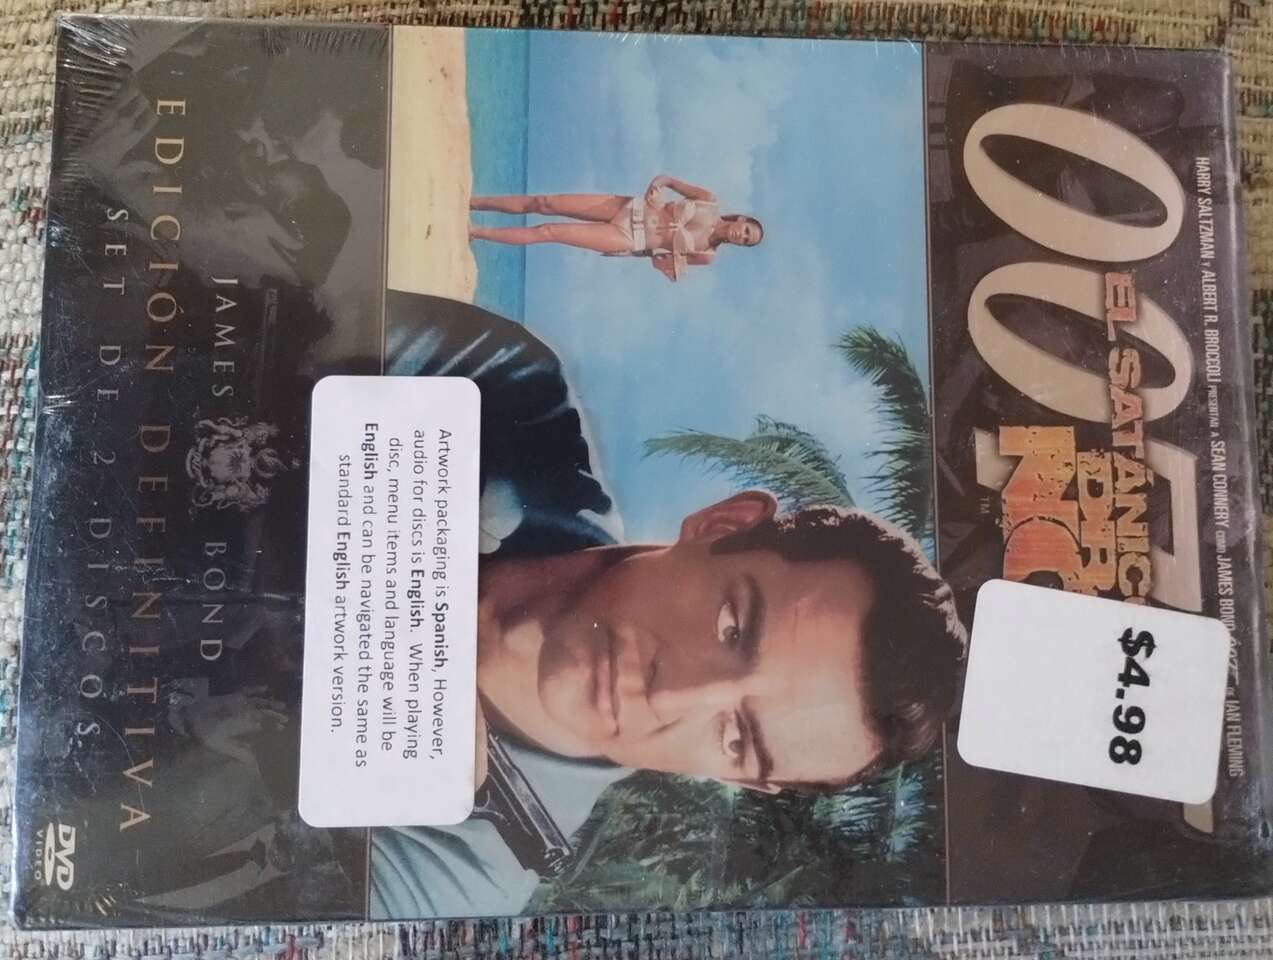 HARRY SALTZMAN Y ALBERT R. BROCCOLI PRESENTAN A SEAN CONNERY COMO JAMES BOND DE IAN FLEMING
007
EL SATÁNICO
DR
NO
™
$4.98
Artwork packaging is Spanish, However,
audio for discs is English. When playing
disc, menu items and language will be
English and can be navigated the same as
standard English artwork version.
JAMES BOND
EDICIÓN DEFINITIVA
SET DE 2 DISCOS
DVD
VIDEO